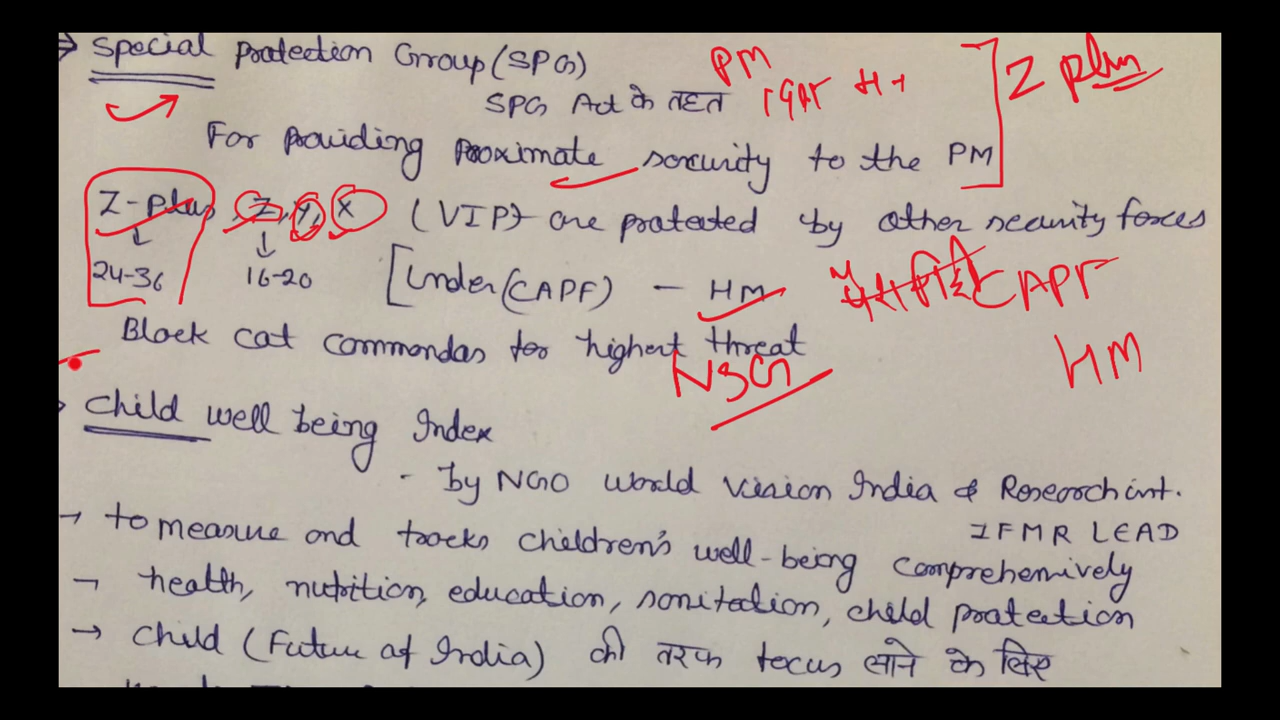 ⇒ Special Protection Group (SPG)
PM
SPG Act के तहत
Z plus
For providing proximate security to the PM
Z-plus, Z, Y, X (VIP) are protected by other security forces
24-36 16-20 [Under (CAPF) - HM
CAPF
Black cat commandos for highest threat
NSG
HM
Child well being Index
- by NGO world vision India & Research inst.
IFMR LEAD
→ to measure and tracks children's well-being comprehensively
→ health, nutrition, education, sanitation, child protection
→ child (Future of India) की तरफ focus लाने के लिए